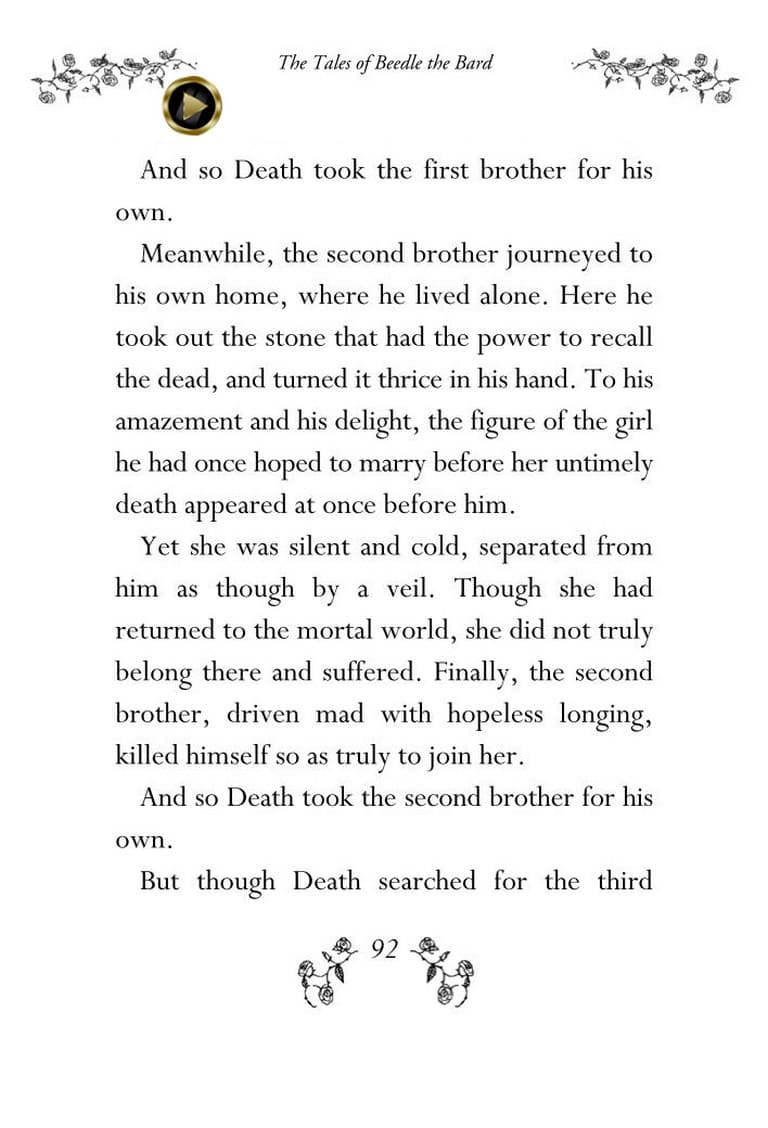 The Tales of Beedle the Bard
And so Death took the first brother for his
own.
Meanwhile, the second brother journeyed to
his own home, where he lived alone. Here he
took out the stone that had the power to recall
the dead, and turned it thrice in his hand. To his
amazement and his delight, the figure of the girl
he had once hoped to marry before her untimely
death appeared at once before him.
Yet she was silent and cold, separated from
him as though by a veil. Though she had
returned to the mortal world, she did not truly
belong there and suffered. Finally, the second
brother, driven mad with hopeless longing,
killed himself so as truly to join her.
And so Death took the second brother for his
own.
But though Death searched for the third
92